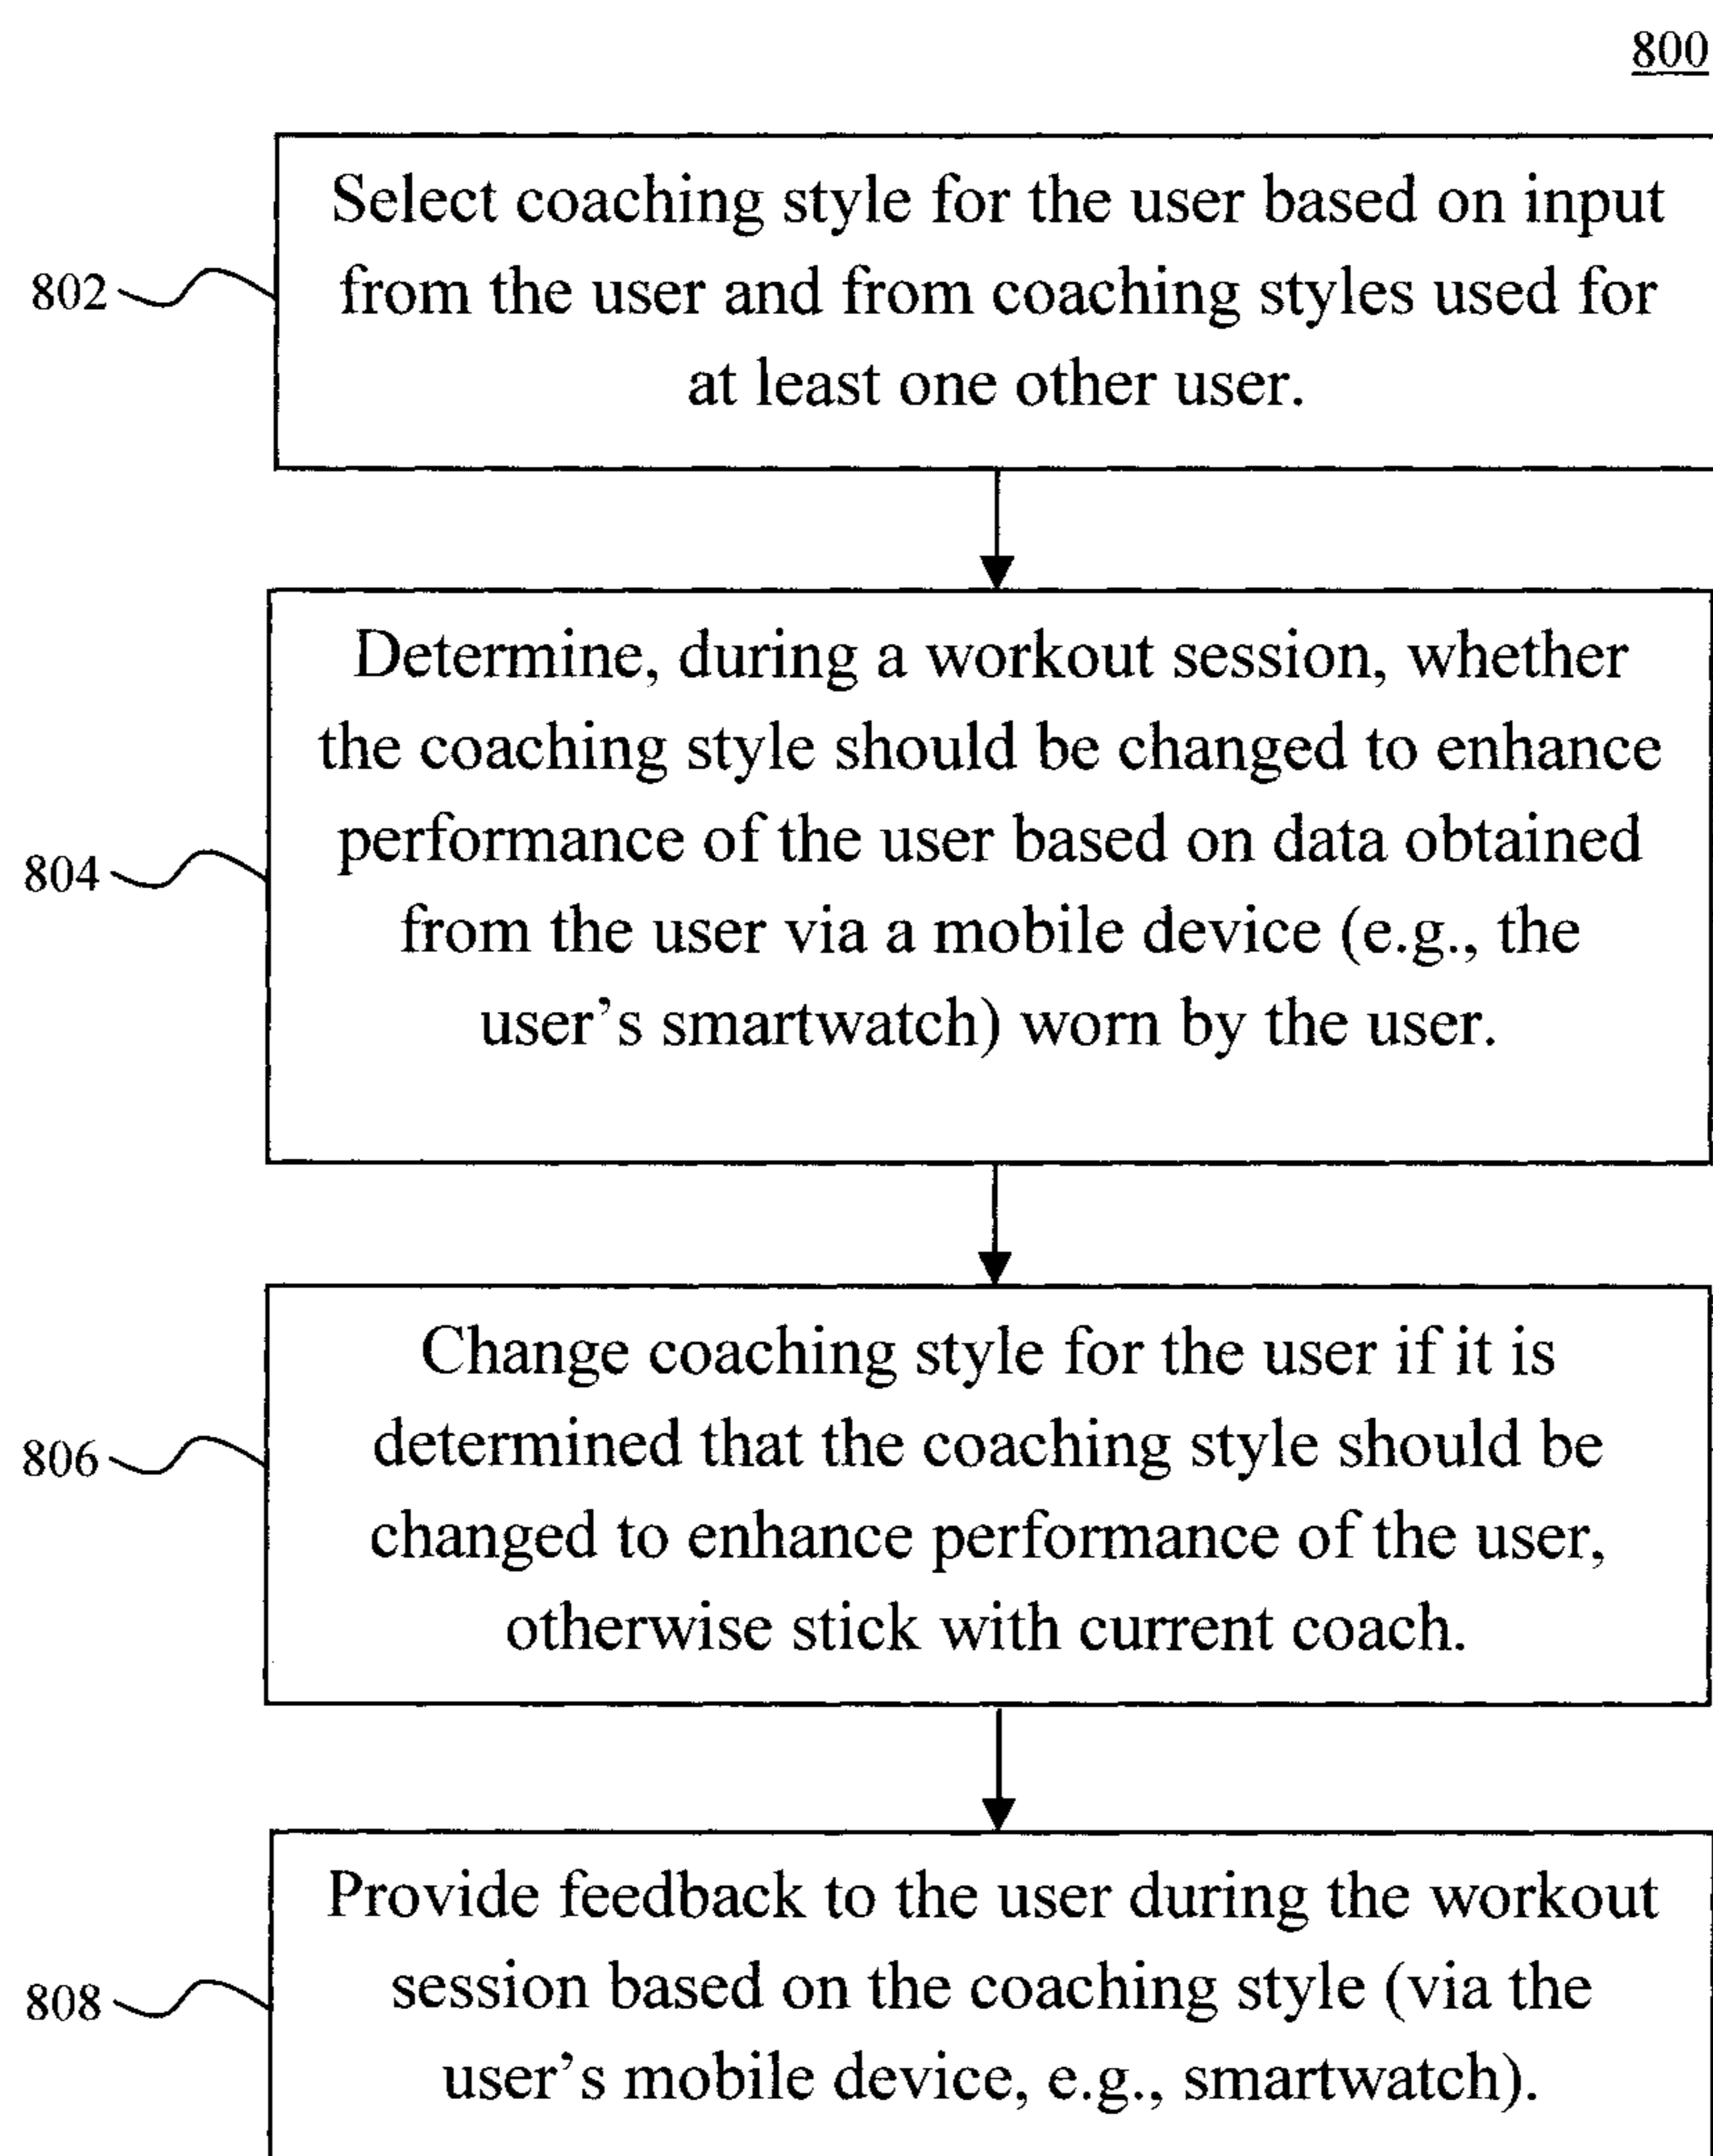 800
Select coaching style for the user based on input
from the user and from coaching styles used for
at least one other user.
802
Determine, during a workout session, whether
the coaching style should be changed to enhance
performance of the user based on data obtained
from the user via a mobile device (e.g., the
user’s smartwatch) worn by the user.
804
Change coaching style for the user if it is
determined that the coaching style should be
changed to enhance performance of the user,
otherwise stick with current coach.
806
Provide feedback to the user during the workout
session based on the coaching style (via the
user’s mobile device, e.g., smartwatch).
808